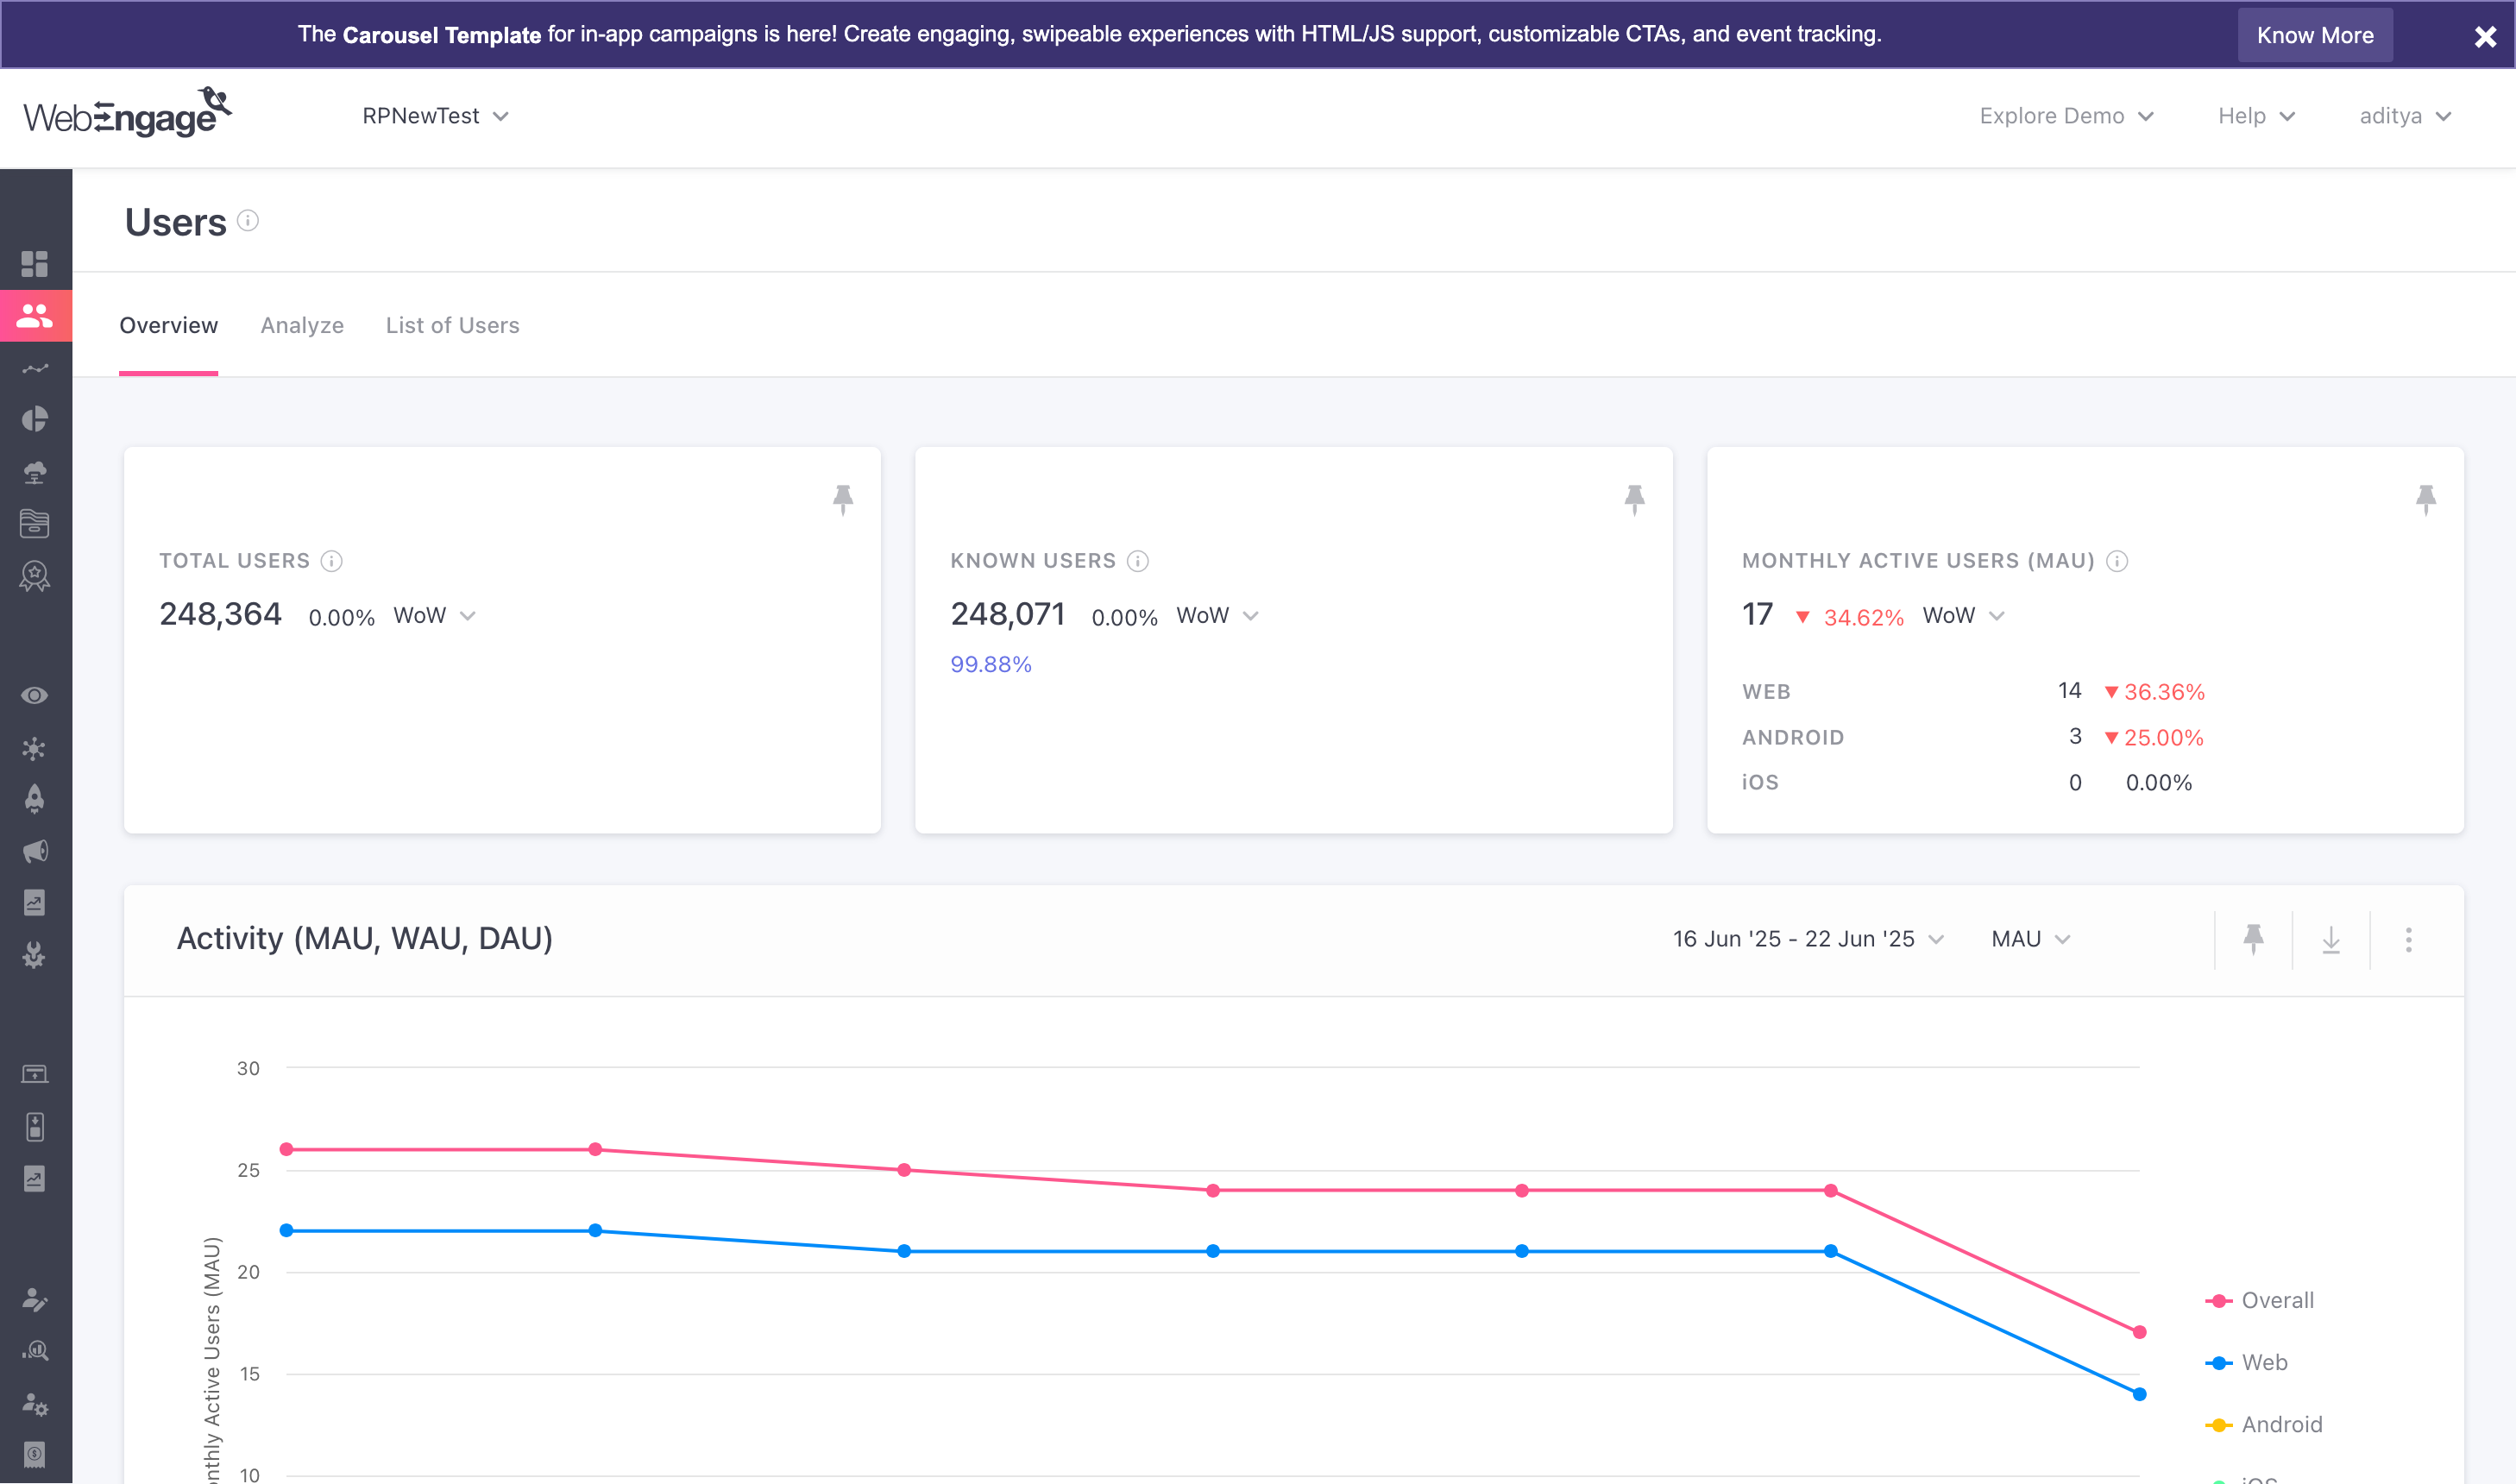 The Carousel Template for in-app campaigns is here! Create engaging, swipeable experiences with HTML/JS support, customizable CTAs, and event tracking.
Know More
WebEngage
RPNewTest
Explore Demo
Help
aditya
Users
Overview
Analyze
List of Users
TOTAL USERS
248,364 0.00% WoW
KNOWN USERS
248,071 0.00% WoW
99.88%
MONTHLY ACTIVE USERS (MAU)
17 ▼ 34.62% WoW
WEB 14 ▼ 36.36%
ANDROID 3 ▼ 25.00%
iOS 0 0.00%
Activity (MAU, WAU, DAU)
16 Jun '25 - 22 Jun '25
MAU
30
25
20
15
10
Active Users (MAU)
Overall
Web
Android
iOS